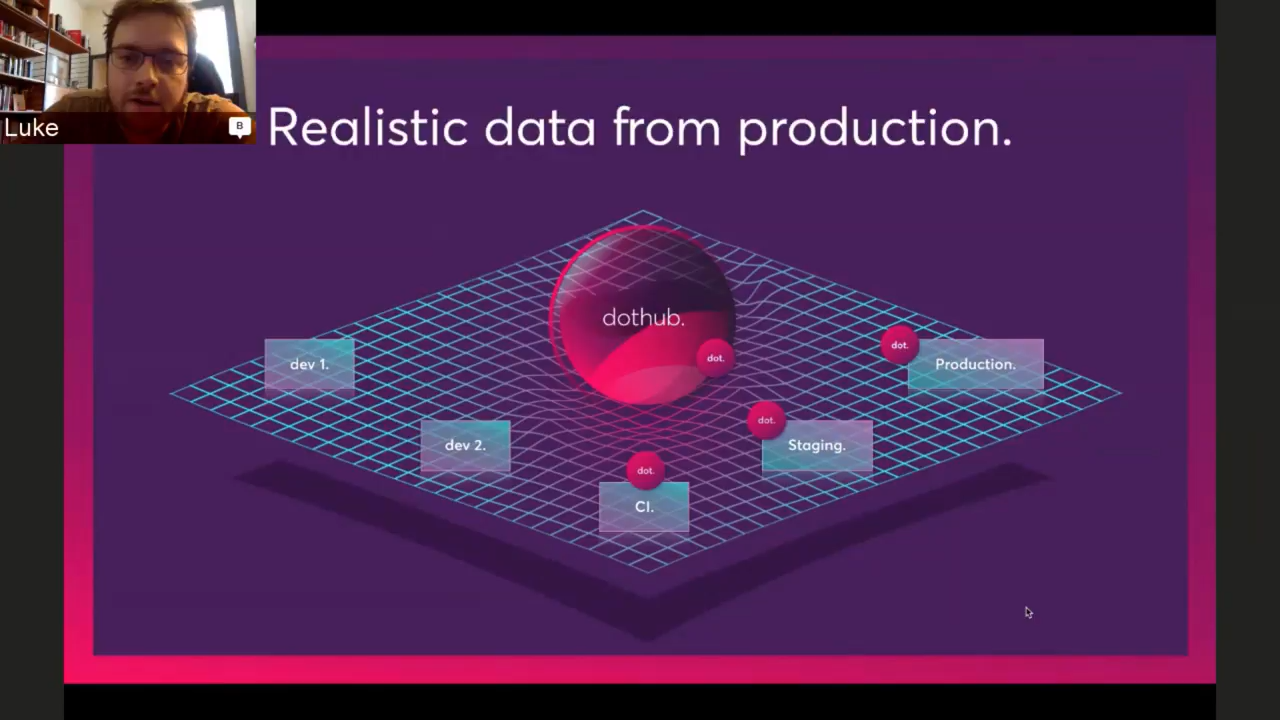 Luke
B
Realistic data from production.
dothub.
dot.
dot.
dev 1.
Production.
dot.
dev 2.
Staging.
dot.
CI.